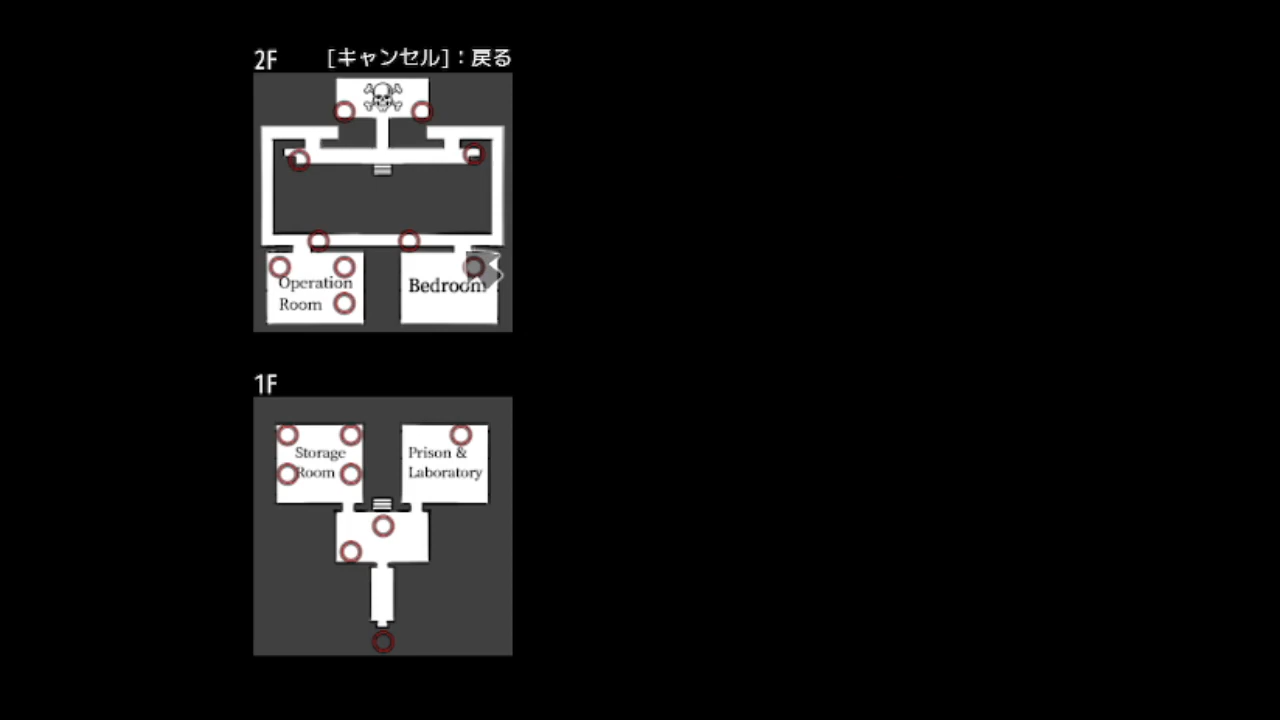 2F [キャンセル]：戻る
Operation
Room
Bedroom
1F
Storage
Room
Prison &
Laboratory